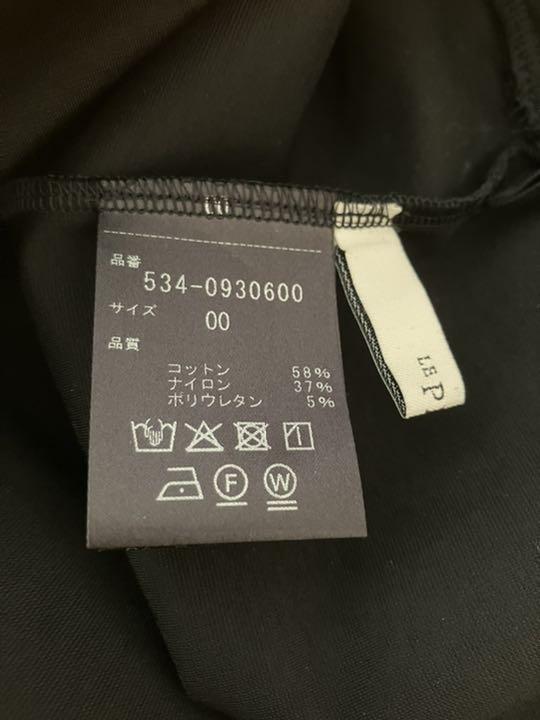 品番
534-0930600
サイズ
00
品質
コットン 58%
ナイロン 37%
ポリウレタン 5%
F W
LE